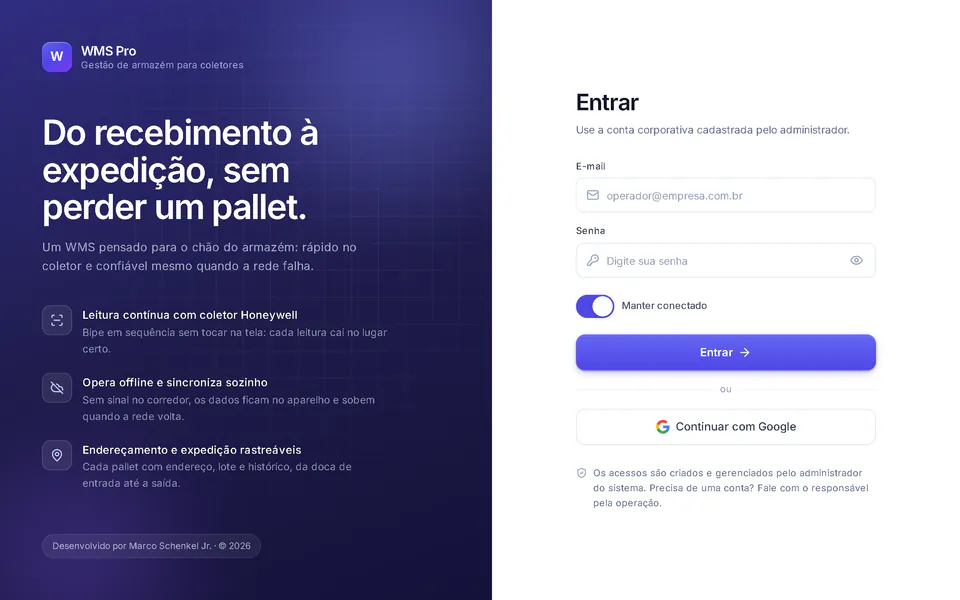 W
WMS Pro
Gestão de armazém para coletores
Do recebimento à
expedição, sem
perder um pallet.
Um WMS pensado para o chão do armazém: rápido no
coletor e confiável mesmo quando a rede falha.
Leitura contínua com coletor Honeywell
Bipe em sequência sem tocar na tela: cada leitura cai no lugar
certo.
Opera offline e sincroniza sozinho
Sem sinal no corredor, os dados ficam no aparelho e sobem
quando a rede volta.
Endereçamento e expedição rastreáveis
Cada pallet com endereço, lote e histórico, da doca de
entrada até a saída.
Desenvolvido por Marco Schenkel Jr. · © 2026
Entrar
Use a conta corporativa cadastrada pelo administrador.
E-mail
operador@empresa.com.br
Senha
Digite sua senha
Manter conectado
Entrar →
ou
Continuar com Google
Os acessos são criados e gerenciados pelo administrador
do sistema. Precisa de uma conta? Fale com o responsável
pela operação.